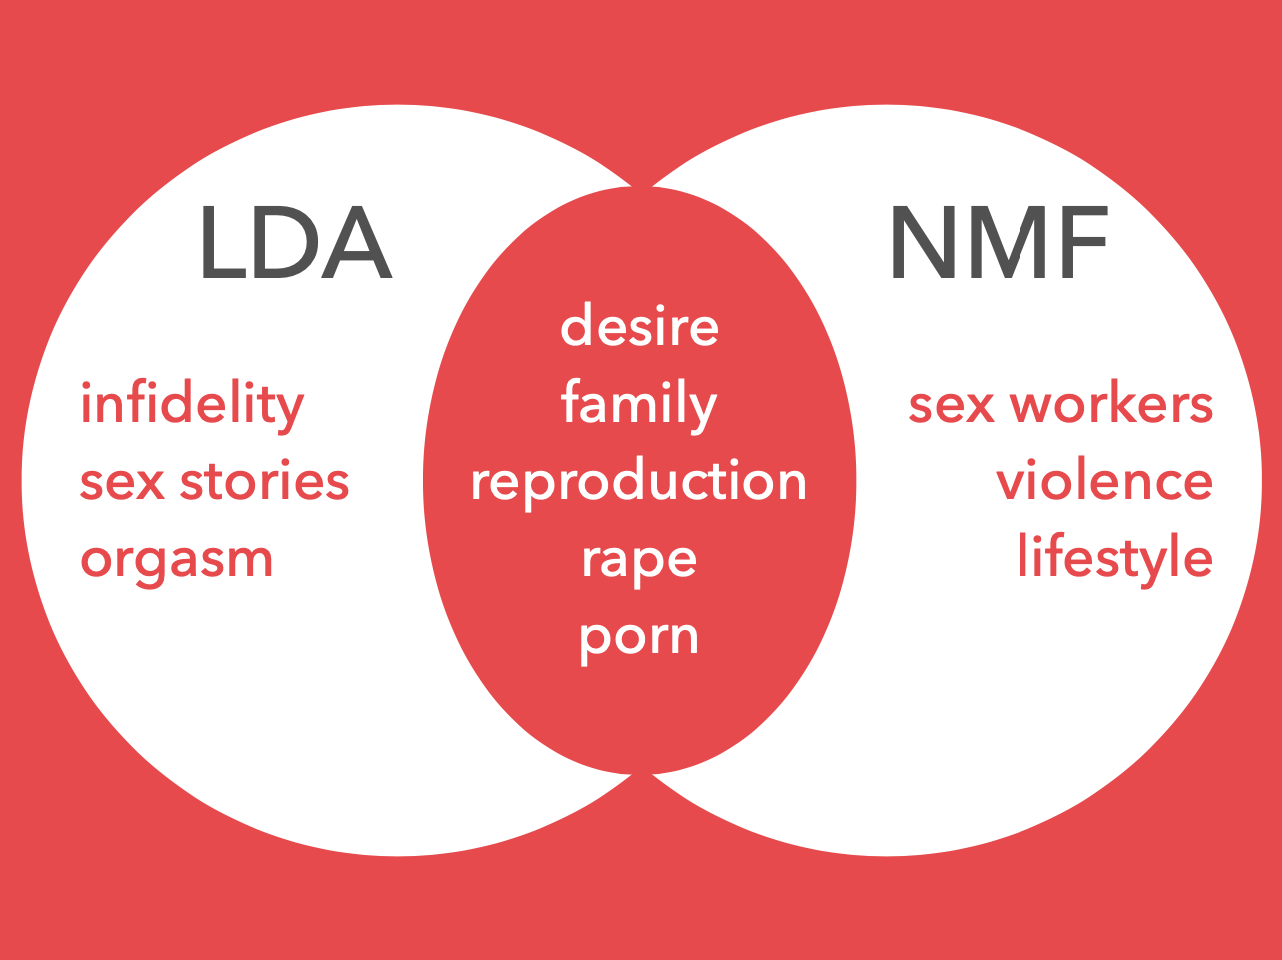 LDA
infidelity
sex stories
orgasm
desire
family
reproduction
rape
porn
NMF
sex workers
violence
lifestyle